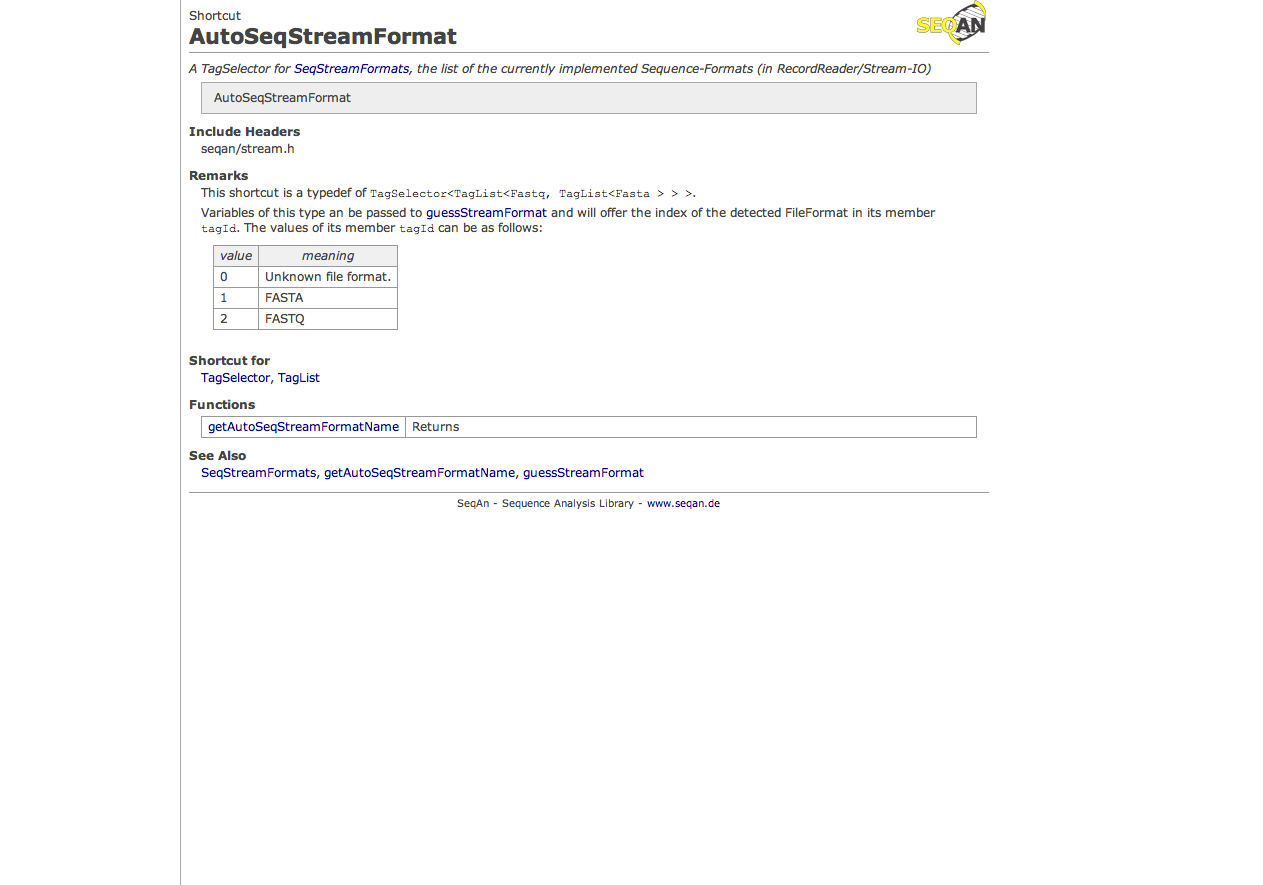 Shortcut
AutoSeqStreamFormat
SEQAN
A TagSelector for SeqStreamFormats, the list of the currently implemented Sequence-Formats (in RecordReader/Stream-IO)
AutoSeqStreamFormat
Include Headers
seqan/stream.h
Remarks
This shortcut is a typedef of TagSelector<TagList<Fastq, TagList<Fasta > > >.
Variables of this type an be passed to guessStreamFormat and will offer the index of the detected FileFormat in its member
tagId. The values of its member tagId can be as follows:
value meaning
0 Unknown file format.
1 FASTA
2 FASTQ
Shortcut for
TagSelector, TagList
Functions
getAutoSeqStreamFormatName Returns
See Also
SeqStreamFormats, getAutoSeqStreamFormatName, guessStreamFormat
SeqAn - Sequence Analysis Library - www.seqan.de